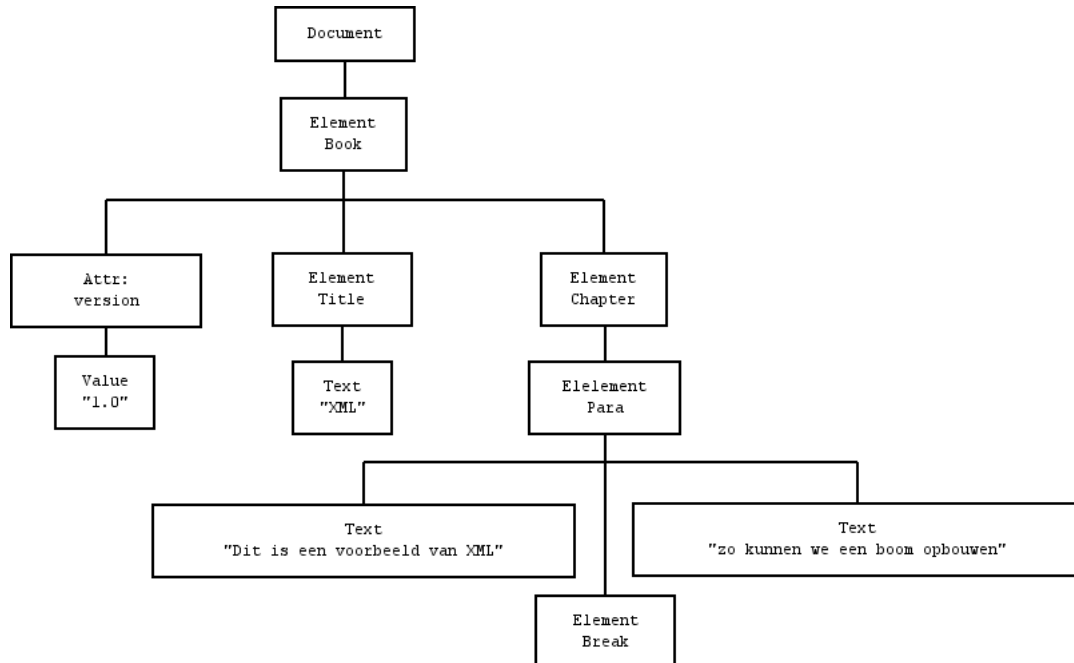 Document
Element
Book
Attr:
version
Element
Title
Element
Chapter
Value
"1.0"
Text
"XML"
Elelement
Para
Text
"Dit is een voorbeeld van XML"
Text
"zo kunnen we een boom opbouwen"
Element
Break